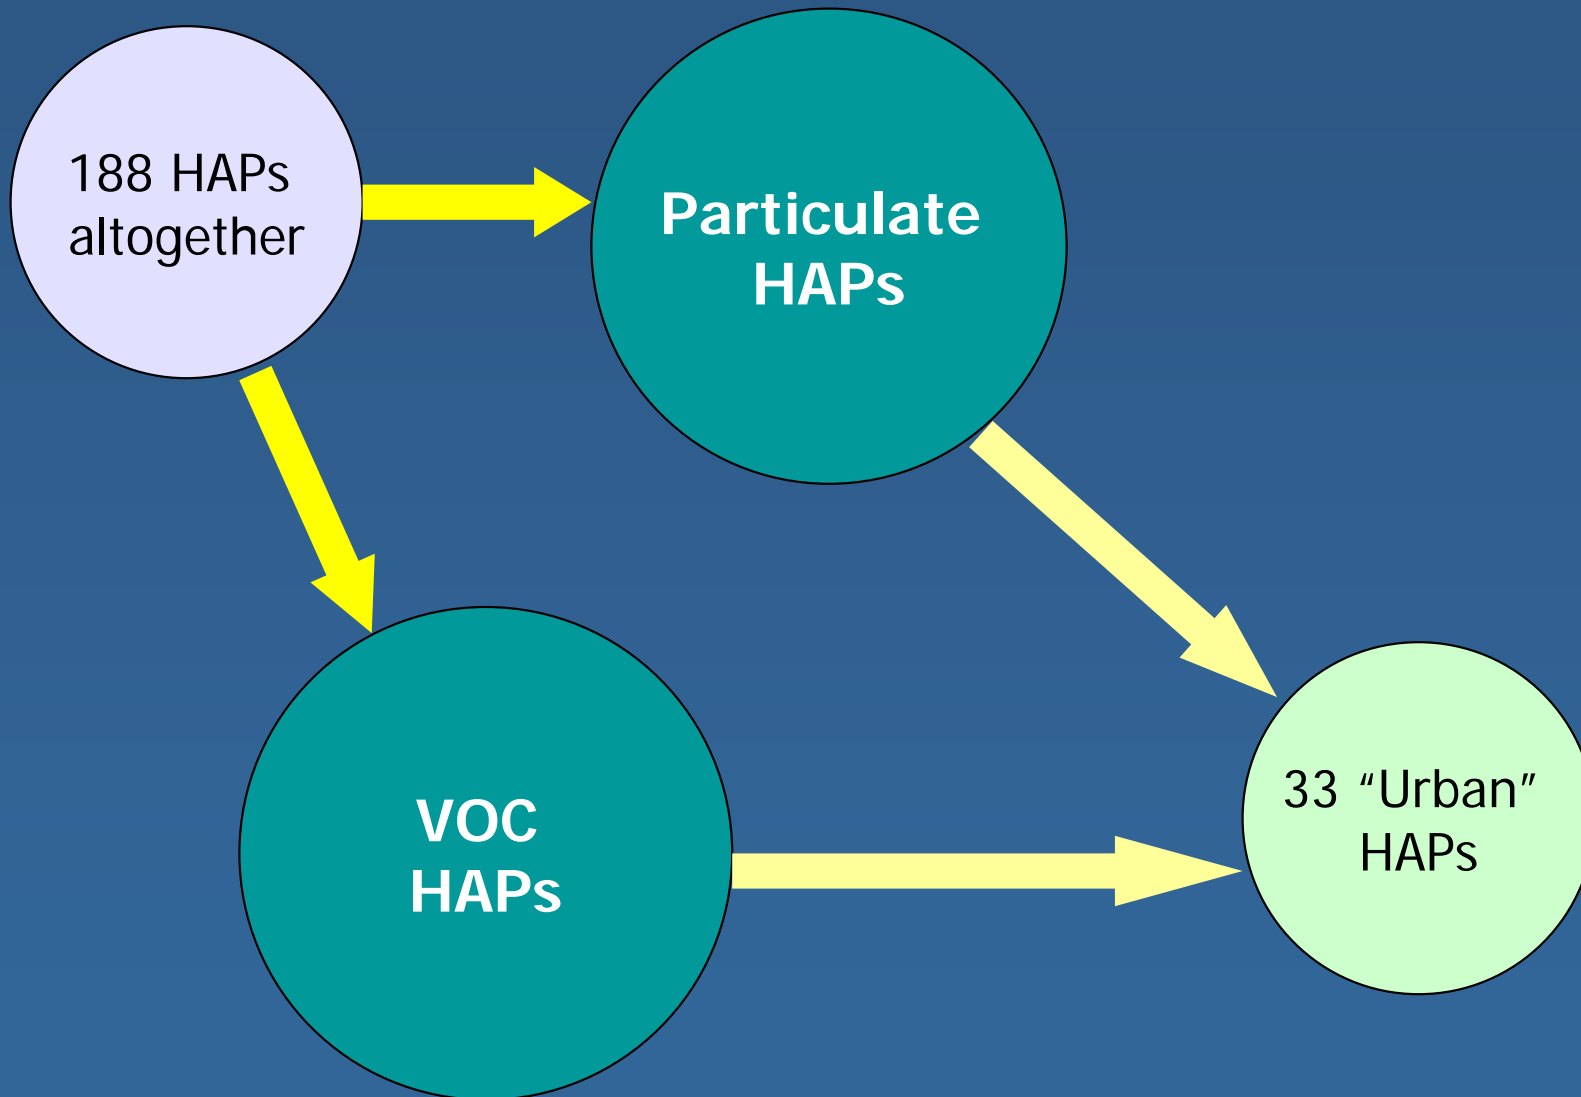 188 HAPs
altogether
Particulate
HAPs
VOC
HAPs
33 “Urban”
HAPs